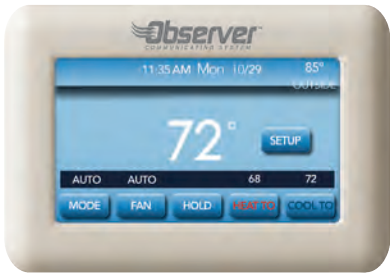 Observer
COMMUNICATING SYSTEM
11:35 AM Mon 10/29 85°
OUTSIDE
72° SETUP
AUTO AUTO 68 72
MODE FAN HOLD HEAT TO COOL TO